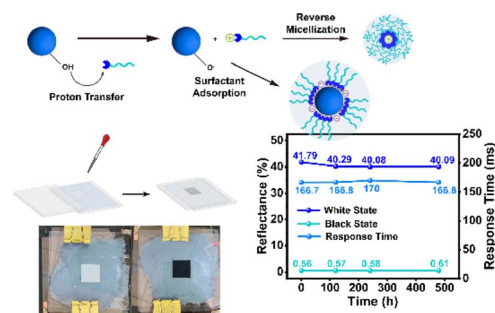 Reverse
Micellization
OH
O-
+
Proton Transfer
Surfactant
Adsorption
50
40
30
20
10
0
Reflectance (%)
41.79 40.29 40.08 40.09
166.7 166.8 170 166.8
White State
Black State
Response Time
0.56 0.57 0.58 0.61
250
200
150
100
50
0
Response Time (ms)
0 100 200 300 400 500
Time (h)